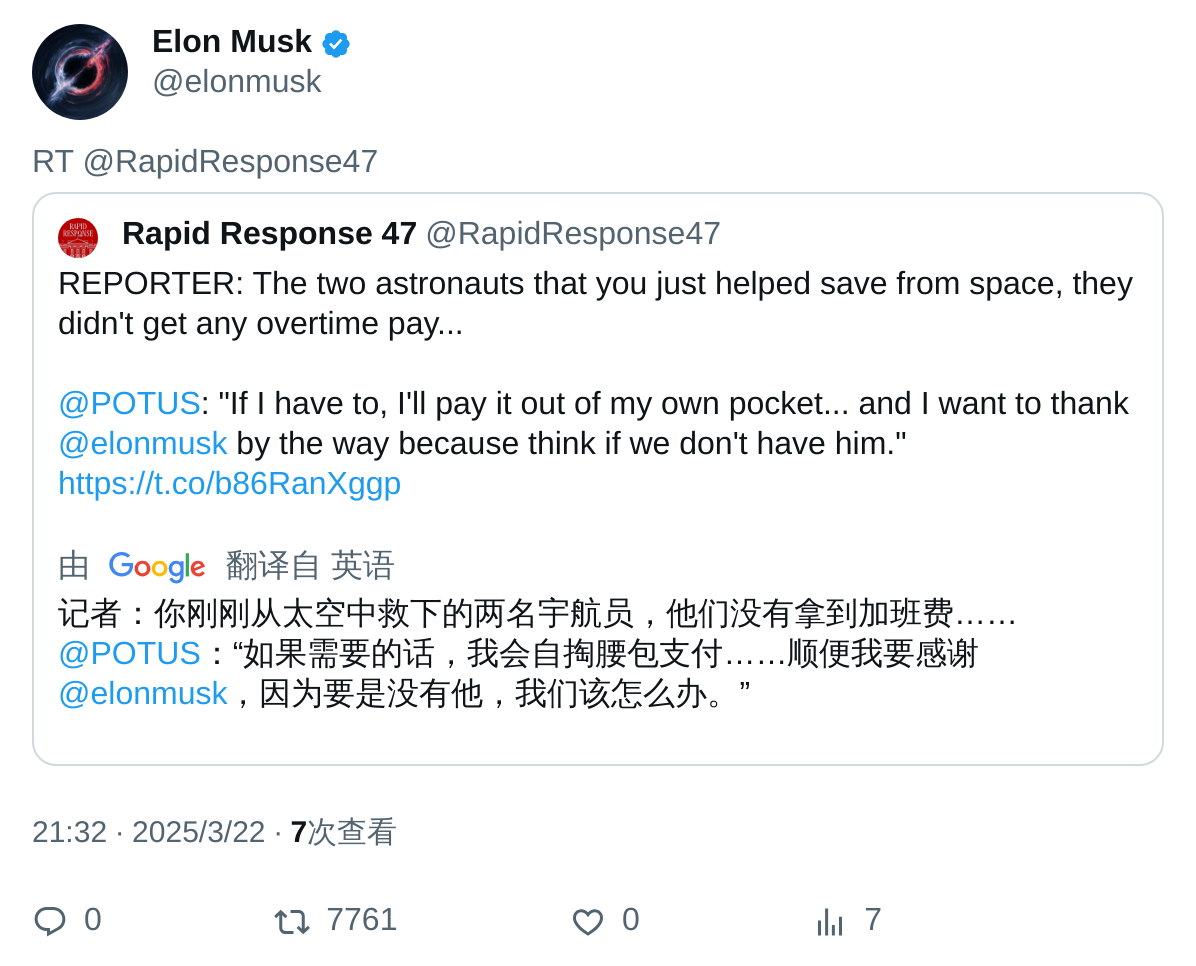 Elon Musk
@elonmusk
RT @RapidResponse47
RAPID
RESPONSE
Rapid Response 47 @RapidResponse47
REPORTER: The two astronauts that you just helped save from space, they
didn't get any overtime pay...
@POTUS: "If I have to, I'll pay it out of my own pocket... and I want to thank
@elonmusk by the way because think if we don't have him."
https://t.co/b86RanXggp
由 Google 翻译自 英语
记者：你刚刚从太空中救下的两名宇航员，他们没有拿到加班费……
@POTUS：“如果需要的话，我会自掏腰包支付……顺便我要感谢
@elonmusk，因为要是没有他，我们该怎么办。”
21:32 · 2025/3/22 · 7次查看
0 7761 0 7